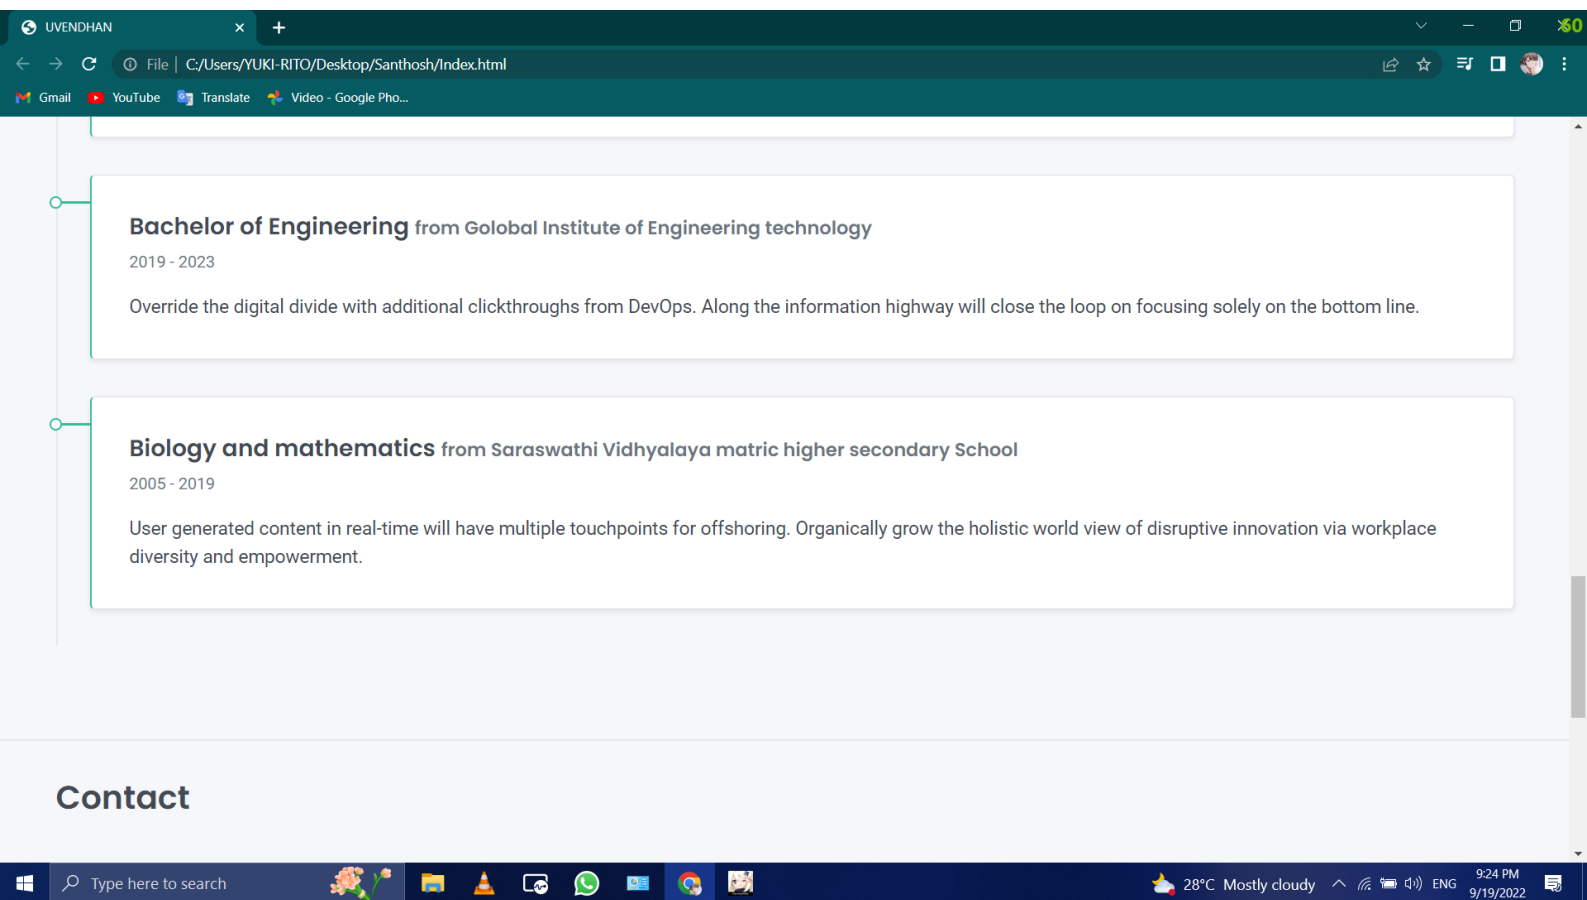 UVENDHAN
60
File | C:/Users/YUKI-RITO/Desktop/Santhosh/Index.html
Gmail YouTube Translate Video - Google Pho...
Bachelor of Engineering from Golobal Institute of Engineering technology
2019 - 2023
Override the digital divide with additional clickthroughs from DevOps. Along the information highway will close the loop on focusing solely on the bottom line.
Biology and mathematics from Saraswathi Vidhyalaya matric higher secondary School
2005 - 2019
User generated content in real-time will have multiple touchpoints for offshoring. Organically grow the holistic world view of disruptive innovation via workplace
diversity and empowerment.
Contact
Type here to search
28°C Mostly cloudy
ENG
9:24 PM
9/19/2022